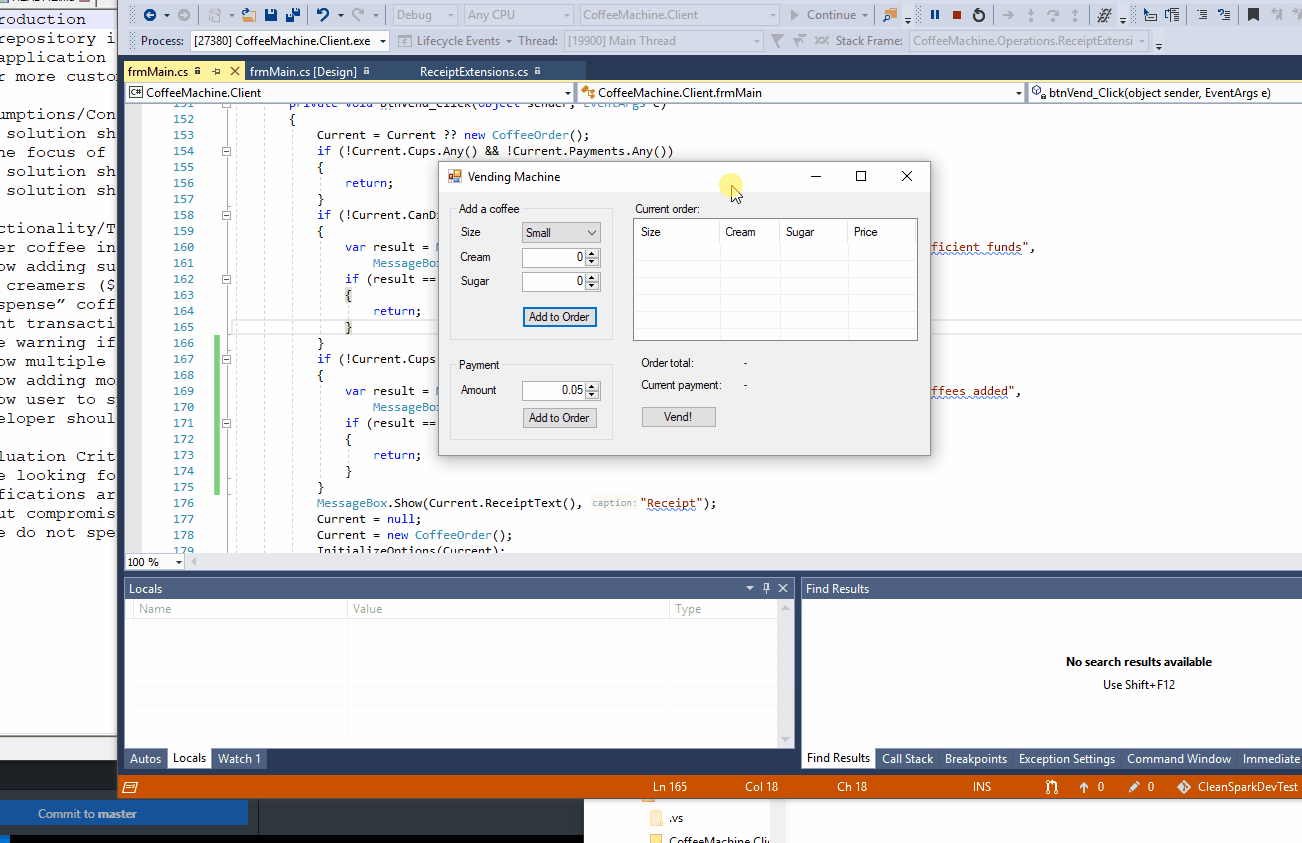 roduction
repository i
application
r more custo
umptions/Con
solution sh
he focus of
solution sh
solution sh
ctionality/T
er coffee in
ow adding su
creamers ($
spense” coff
nt transacti
e warning if
ow multiple
ow adding mo
ow user to s
eloper shoul
luation Crit
e looking fo
ifications ar
ut compromis
e do not spe
Commit to master
Debug
Any CPU
CoffeeMachine.Client
Continue
Process: [27380] CoffeeMachine.Client.exe
Lifecycle Events
Thread: [19900] Main Thread
Stack Frame: CoffeeMachine.Operations.ReceiptExtensi
frmMain.cs
frmMain.cs [Design]
ReceiptExtensions.cs
C# CoffeeMachine.Client
CoffeeMachine.Client.frmMain
btnVend_Click(object sender, EventArgs e)
151 private void btnVend_Click(object sender, EventArgs e)
152 {
153 Current = Current ?? new CoffeeOrder();
154 if (!Current.Cups.Any() && !Current.Payments.Any())
155 {
156 return;
157 }
158 if (!Current.CanDi
159 {
160 var result = M
ficient funds",
161 MessageBox
162 if (result ==
163 {
164 return;
165 }
166 }
167 if (!Current.Cups
168 {
169 var result = M
ffees added",
170 MessageBox
171 if (result ==
172 {
173 return;
174 }
175 }
176 MessageBox.Show(Current.ReceiptText(), caption: "Receipt");
177 Current = null;
178 Current = new CoffeeOrder();
179 InitializeOptions(Current);
100 %
Vending Machine
Add a coffee
Size Small
Cream 0
Sugar 0
Add to Order
Payment
Amount 0.05
Add to Order
Current order:
Size Cream Sugar Price
Order total: -
Current payment: -
Vend!
Locals
Name Value Type
Autos Locals Watch 1
Find Results
No search results available
Use Shift+F12
Find Results Call Stack Breakpoints Exception Settings Command Window Immediate
Ln 165 Col 18 Ch 18 INS 0 0 CleanSparkDevTest
.vs
CoffeeMachine.Clie